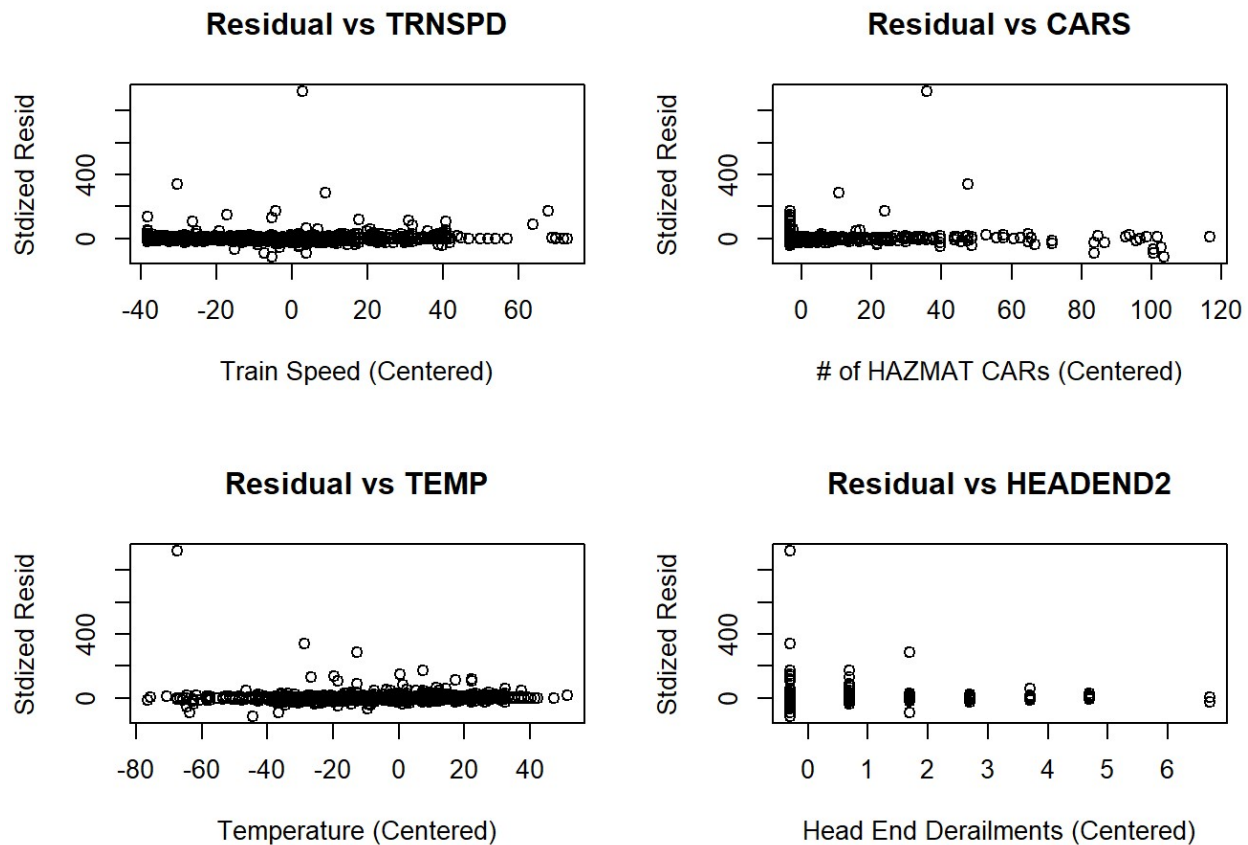 Residual vs TRNSPD
Stdized Resid
400
0
-40 -20 0 20 40 60
Train Speed (Centered)
Residual vs CARS
Stdized Resid
400
0
0 20 40 60 80 100 120
# of HAZMAT CARs (Centered)
Residual vs TEMP
Stdized Resid
400
0
-80 -60 -40 -20 0 20 40
Temperature (Centered)
Residual vs HEADEND2
Stdized Resid
400
0
0 1 2 3 4 5 6
Head End Derailments (Centered)